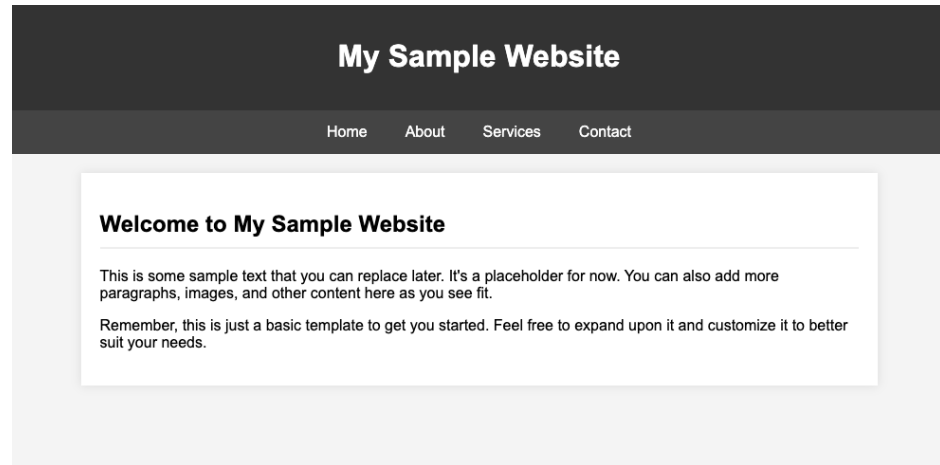 My Sample Website
Home About Services Contact
Welcome to My Sample Website
This is some sample text that you can replace later. It's a placeholder for now. You can also add more
paragraphs, images, and other content here as you see fit.
Remember, this is just a basic template to get you started. Feel free to expand upon it and customize it to better
suit your needs.